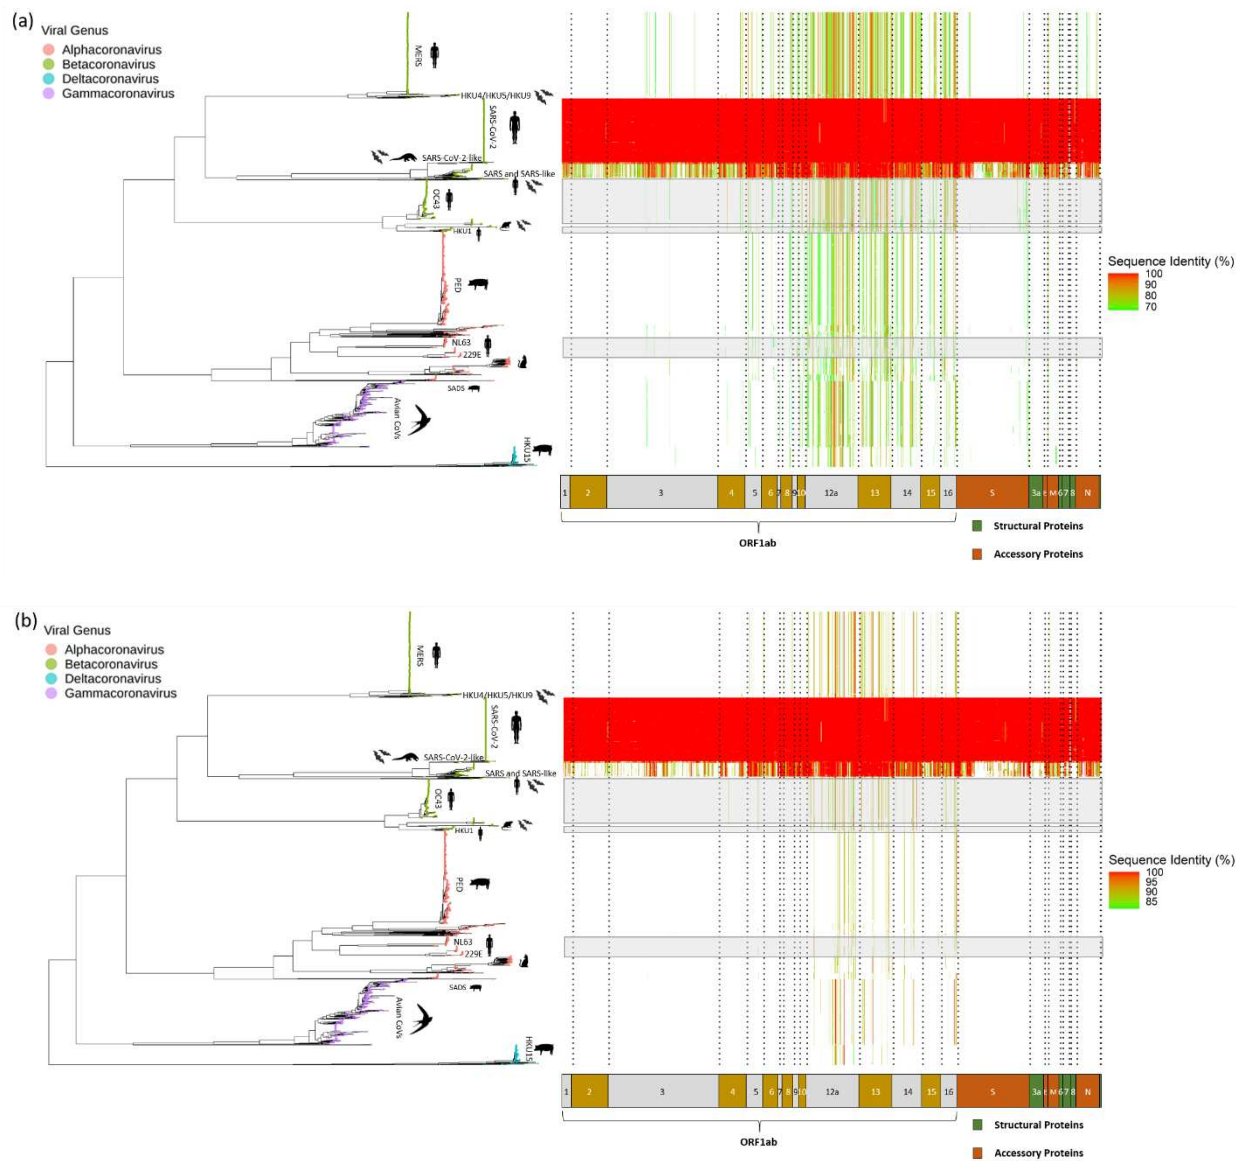 (a)
Viral Genus
Alphacoronavirus
Betacoronavirus
Deltacoronavirus
Gammacoronavirus
MERS
HKU4/HKU5/HKU9
SARS-CoV-2
SARS-CoV-2-like
SARS and SARS-like
OC43
HKU1
PED
NL63
229E
SADS
Avian CoVs
HKU15
Sequence Identity (%)
100
90
80
70
1 2 3 4 5 6 7 8 9 10 12a 13 14 15 16 S 3a E M 6 7 8 N
ORF1ab
Structural Proteins
Accessory Proteins
(b)
Viral Genus
Alphacoronavirus
Betacoronavirus
Deltacoronavirus
Gammacoronavirus
MERS
HKU4/HKU5/HKU9
SARS-CoV-2
SARS-CoV-2-like
SARS and SARS-like
OC43
HKU1
PED
NL63
229E
SADS
Avian CoVs
HKU15
Sequence Identity (%)
100
95
90
85
1 2 3 4 5 6 7 8 9 10 12a 13 14 15 16 S 3a E M 6 7 8 N
ORF1ab
Structural Proteins
Accessory Proteins